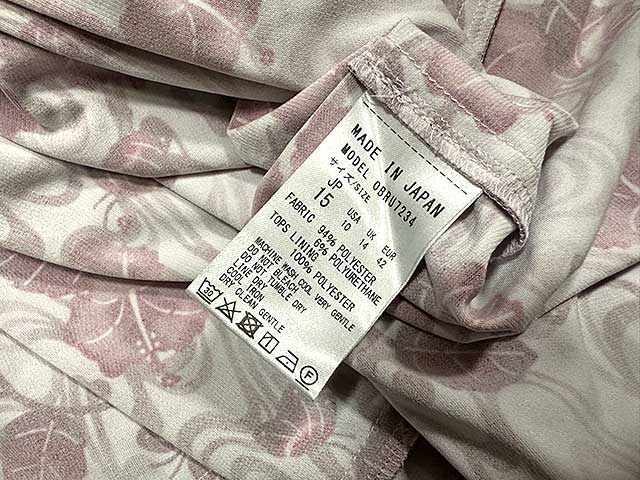 MADE IN JAPAN
MODEL 08RU7234
サイズ/SIZE
JP USA UK EUR
15 10 14 42
FABRIC 94% POLYESTER
6% POLYURETHANE
TOPS LINING 100% POLYESTER
MACHINE WASH COOL VERY GENTLE
DO NOT BLEACH
DO NOT TUMBLE DRY
LINE DRY
COOL IRON
DRY CLEAN GENTLE
F